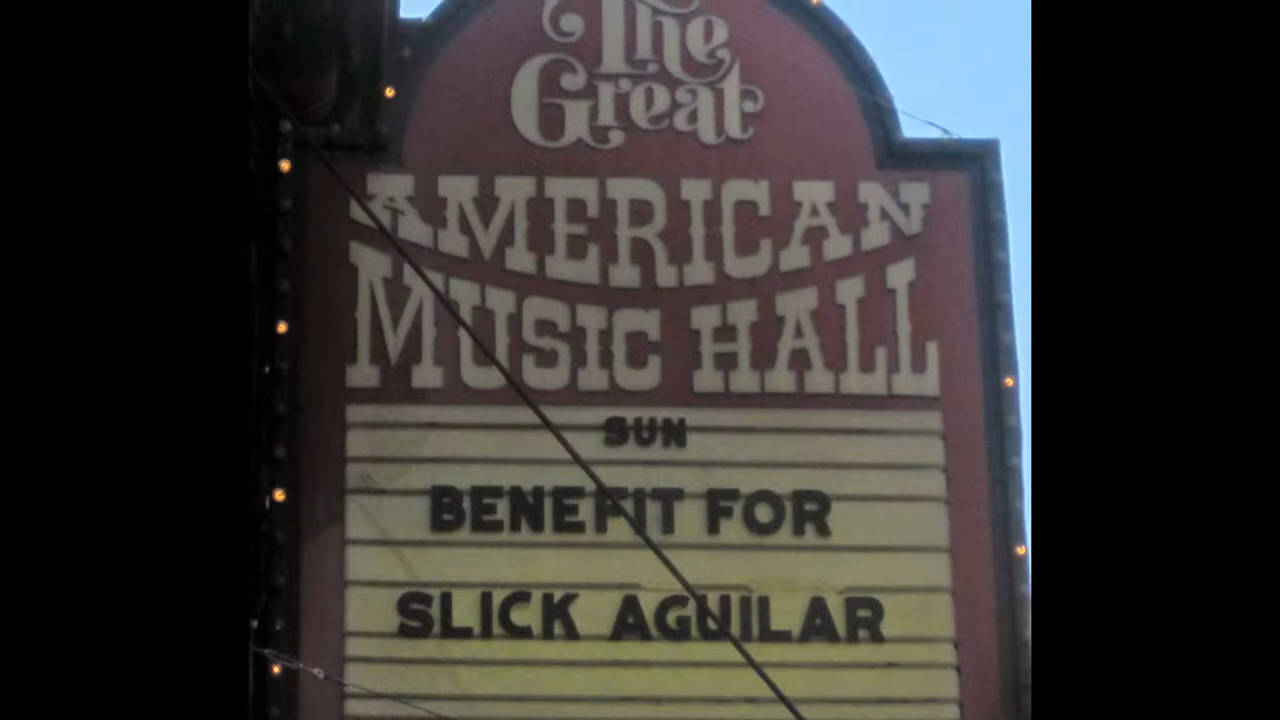 The
Great
AMERICAN
MUSIC HALL
SUN
BENEFIT FOR
SLICK AGUILAR